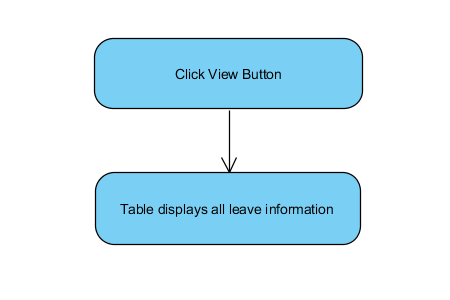 Click View Button
Table displays all leave information